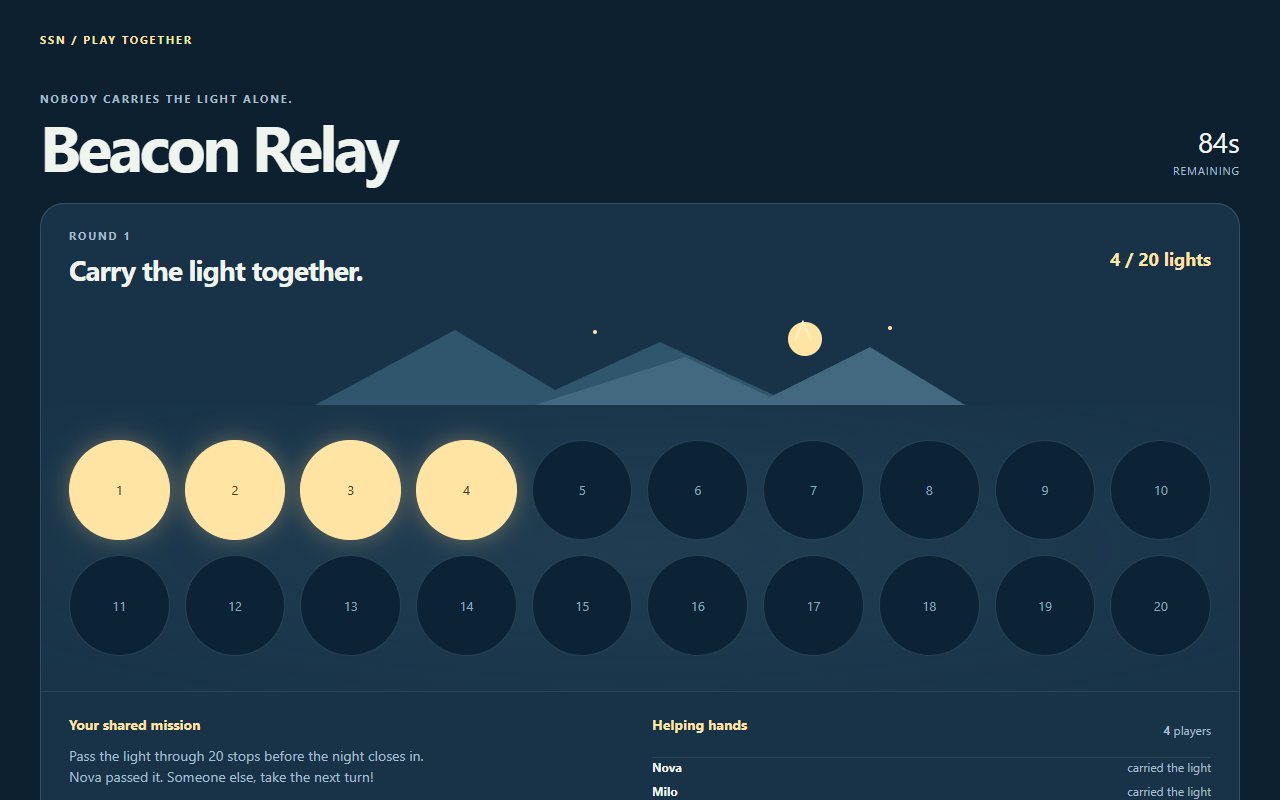 SSN / PLAY TOGETHER
NOBODY CARRIES THE LIGHT ALONE.
Beacon Relay
84s
REMAINING
ROUND 1
Carry the light together.
4 / 20 lights
1 2 3 4 5 6 7 8 9 10
11 12 13 14 15 16 17 18 19 20
Your shared mission
Pass the light through 20 stops before the night closes in.
Nova passed it. Someone else, take the next turn!
Helping hands
4 players
Nova carried the light
Milo carried the light